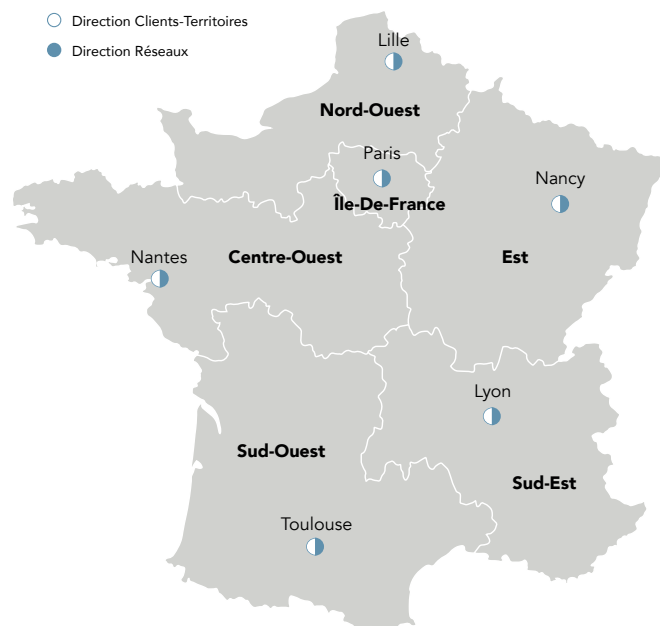 Direction Clients-Territoires
Direction Réseaux
Lille
Nord-Ouest
Paris
Île-De-France
Nancy
Nantes
Centre-Ouest
Est
Lyon
Sud-Ouest
Sud-Est
Toulouse